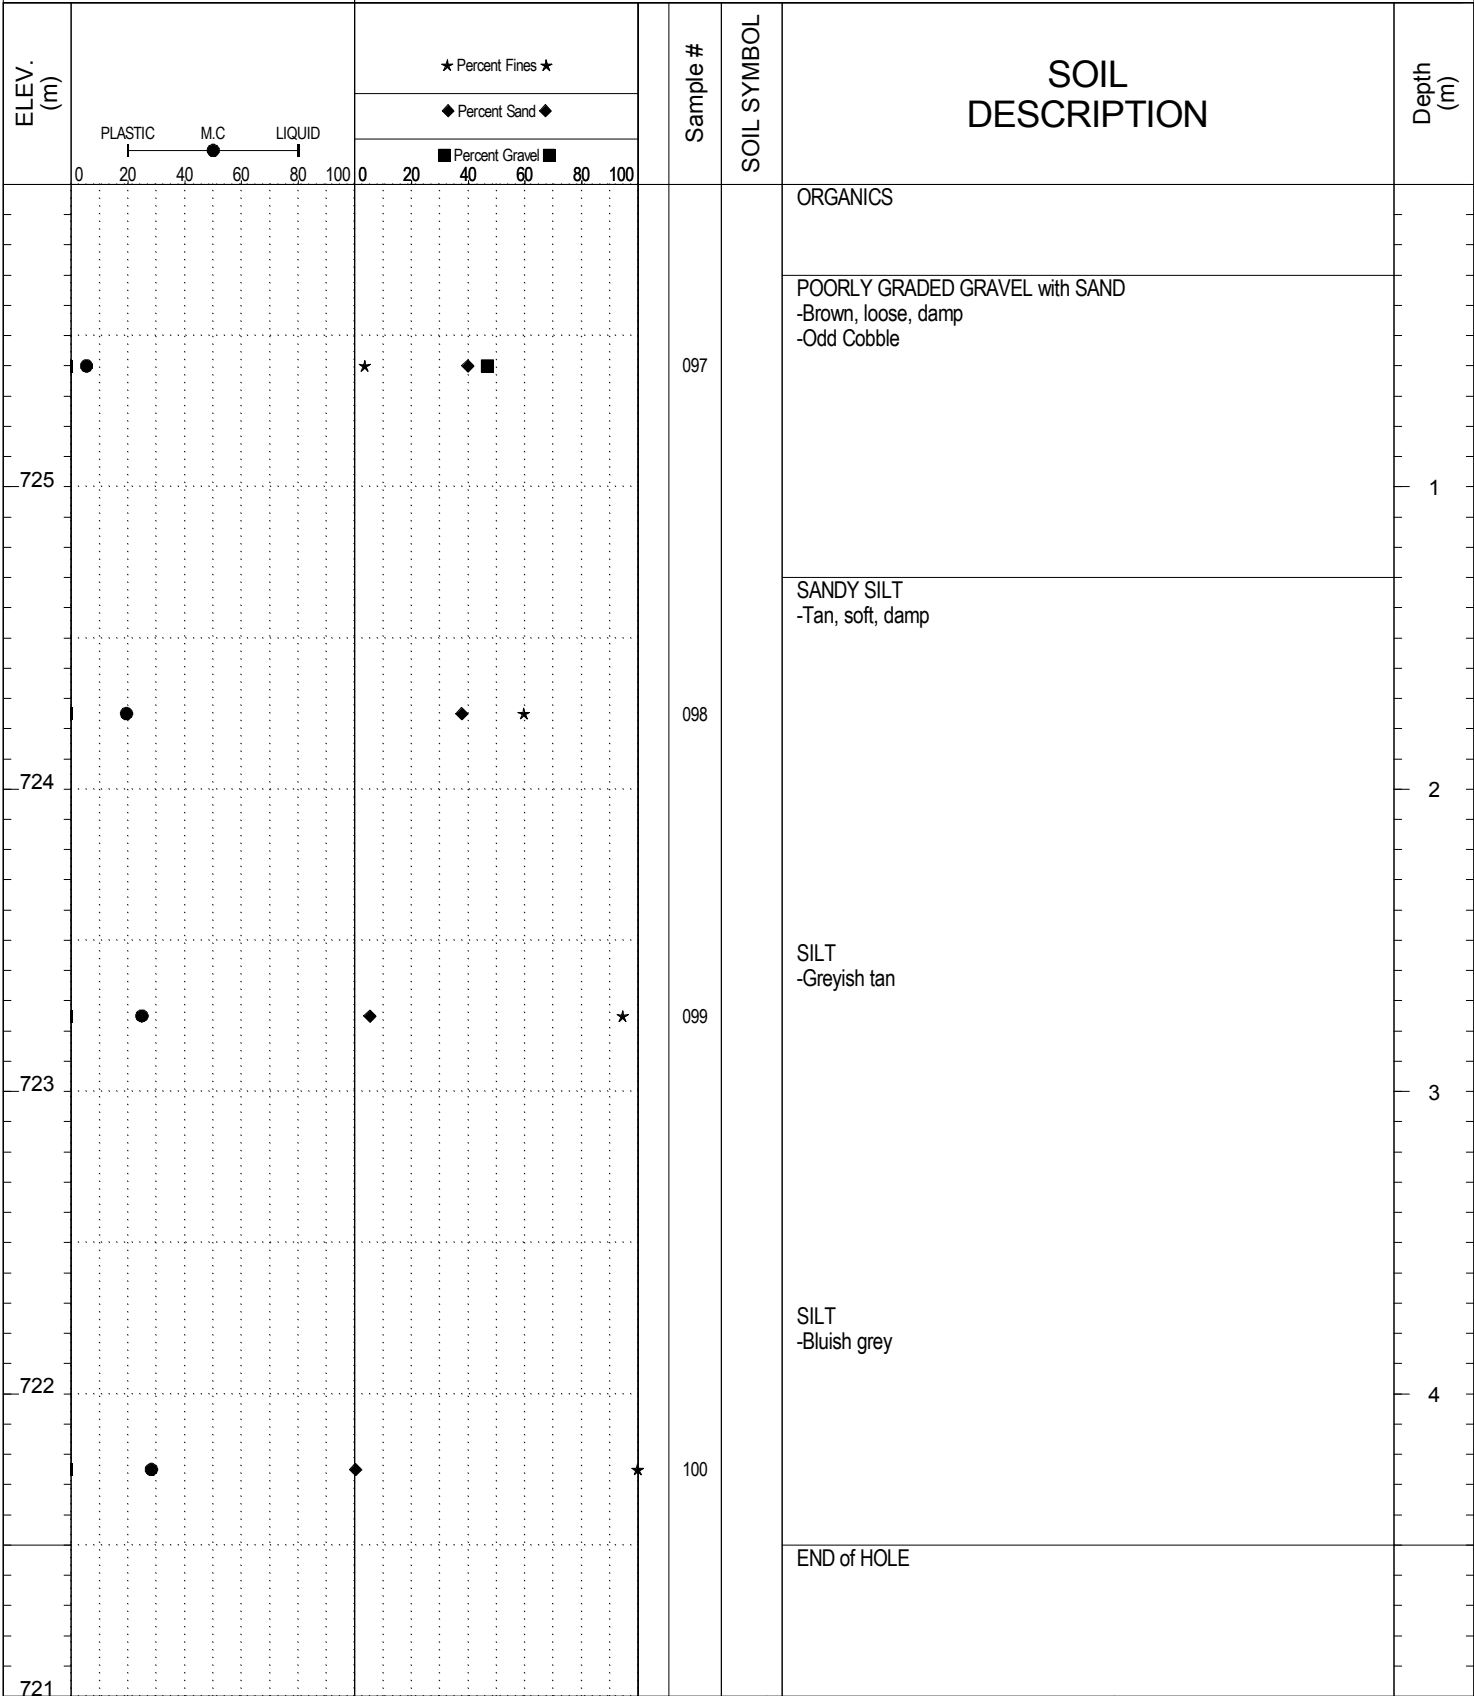 ELEV.
(m)
PLASTIC M.C LIQUID
0 20 40 60 80 100
★ Percent Fines ★
◆ Percent Sand ◆
■ Percent Gravel ■
0 20 40 60 80 100
Sample #
SOIL SYMBOL
SOIL
DESCRIPTION
Depth
(m)
ORGANICS
POORLY GRADED GRAVEL with SAND
-Brown, loose, damp
-Odd Cobble
097
725
1
SANDY SILT
-Tan, soft, damp
098
724
2
SILT
-Greyish tan
099
723
3
SILT
-Bluish grey
722
4
100
END of HOLE
721